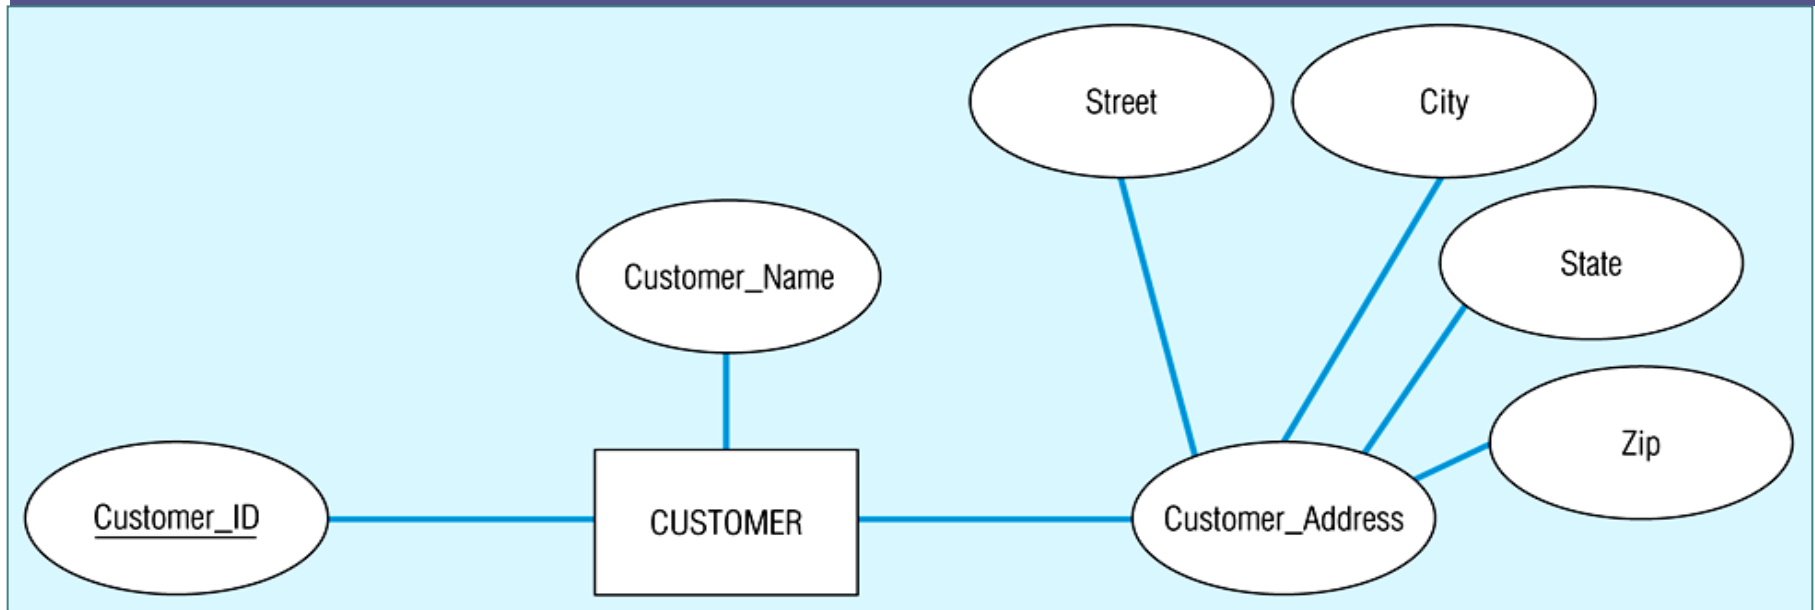 Street
City
State
Customer_Name
Zip
Customer_ID
CUSTOMER
Customer_Address